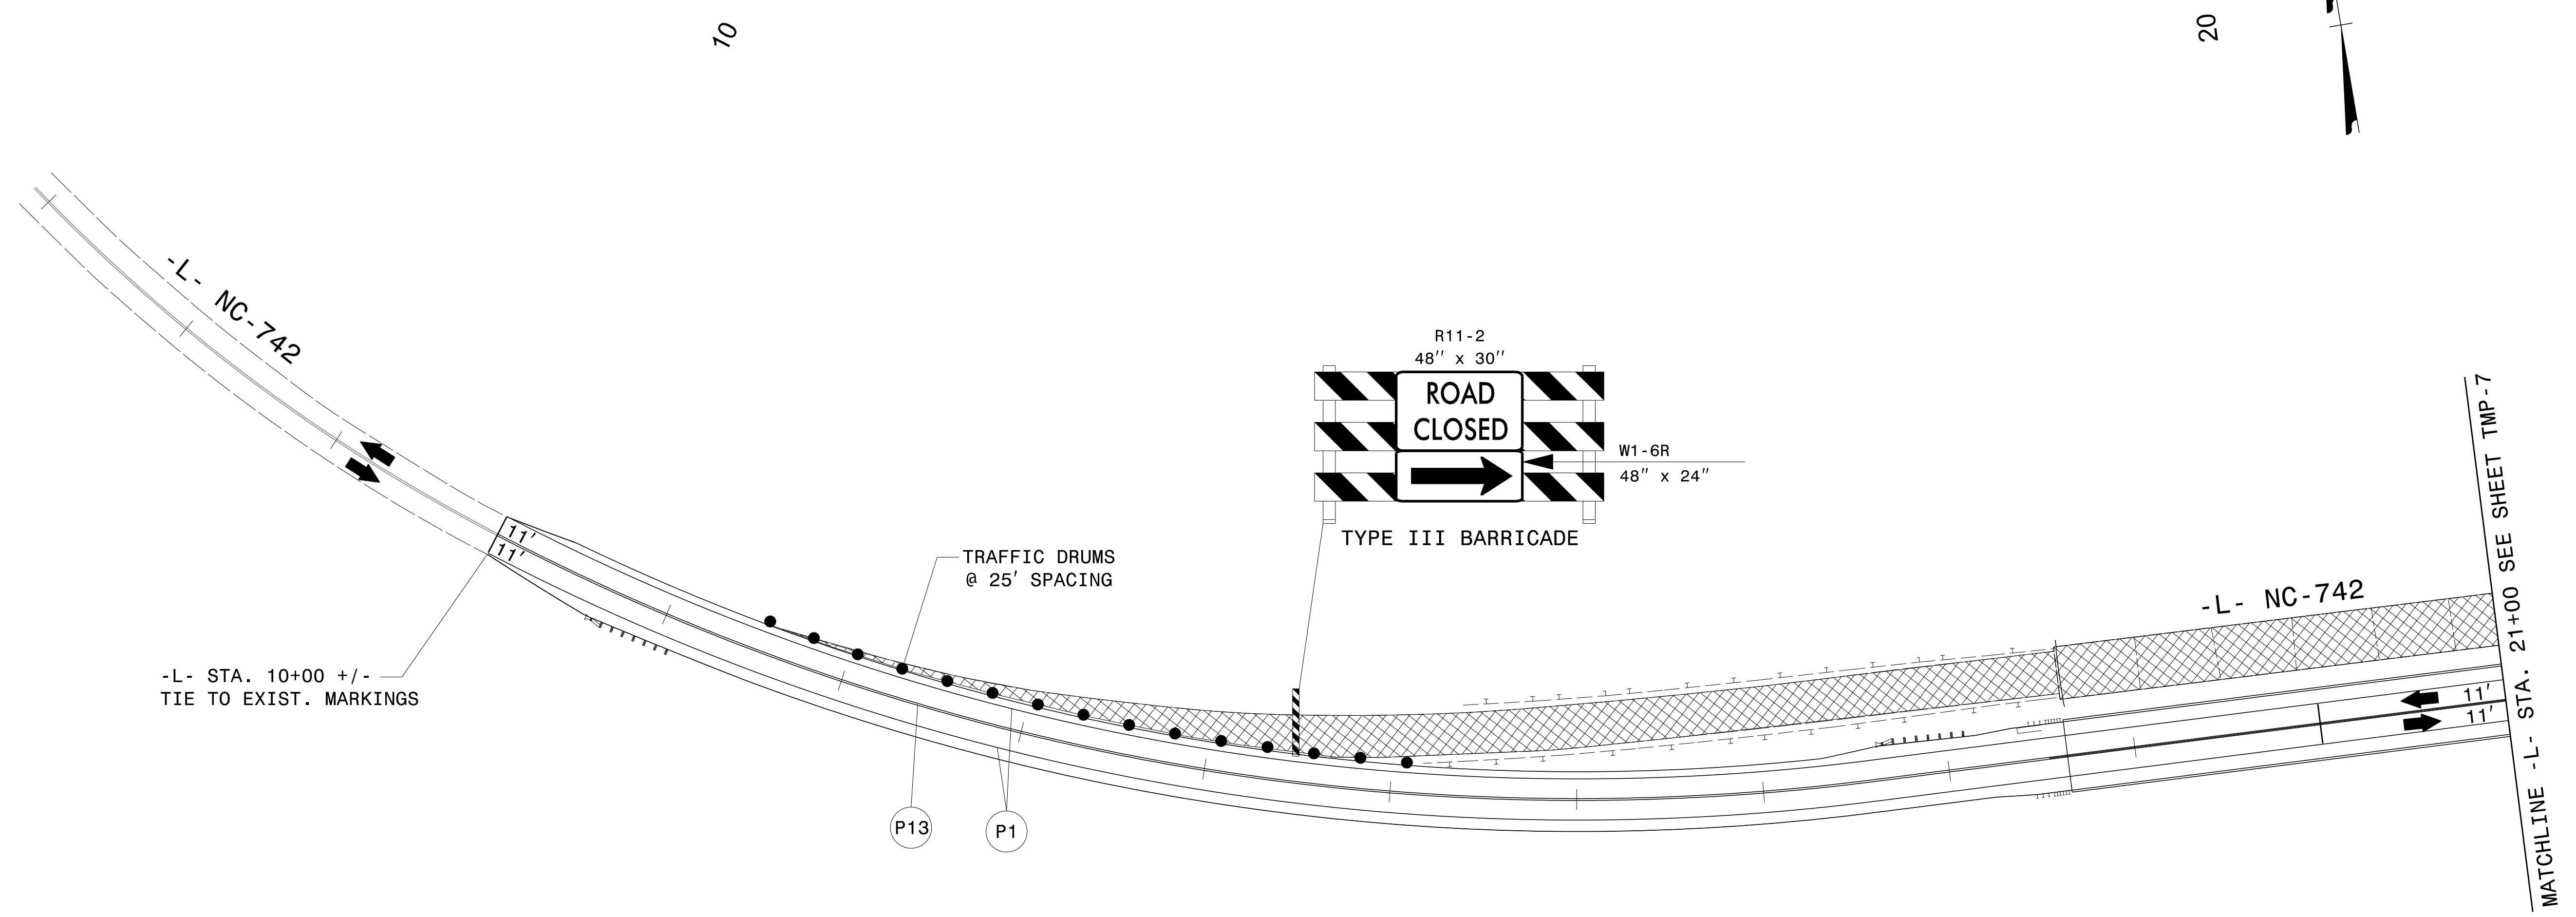 10
20
-L- NC-742
R11-2
48" x 30"
ROAD
CLOSED
W1-6R
48" x 24"
TYPE III BARRICADE
11'
11'
TRAFFIC DRUMS
@ 25' SPACING
-L- STA. 10+00 +/-
TIE TO EXIST. MARKINGS
P13
P1
-L- NC-742
11'
11'
MATCHLINE -L- STA. 21+00 SEE SHEET TMP-7